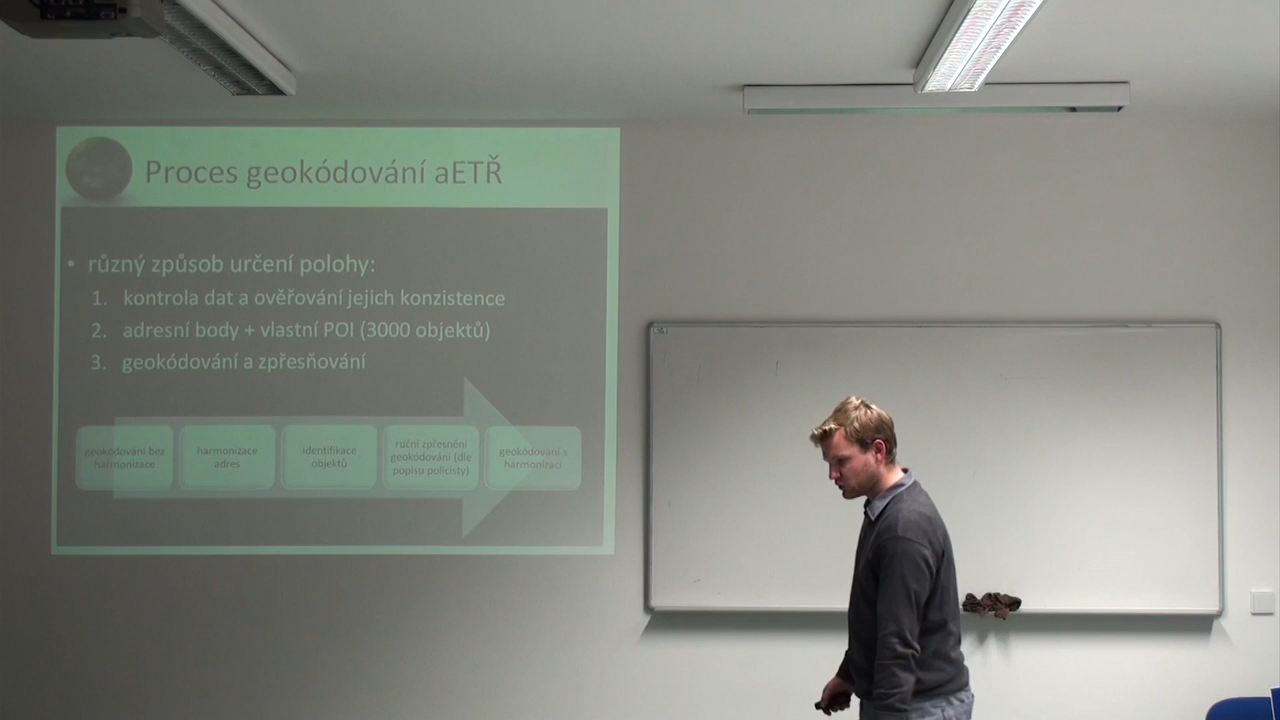 Proces geokódování aETŘ
• různý způsob určení polohy:
1. kontrola dat a ověřování jejich konzistence
2. adresní body + vlastní POI (3000 objektů)
3. geokódování a zpřesňování
geokódování bez
harmonizace
harmonizace
adres
identifikace
objektů
ruční zpřesnění
geokódování (dle
popisu policisty)
geokódování s
harmonizací